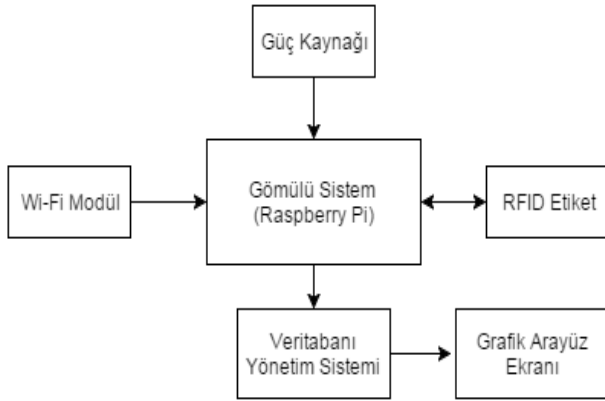 Güç Kaynağı
Wi-Fi Modül
Gömülü Sistem
(Raspberry Pi)
RFID Etiket
Veritabanı
Yönetim Sistemi
Grafik Arayüz
Ekranı